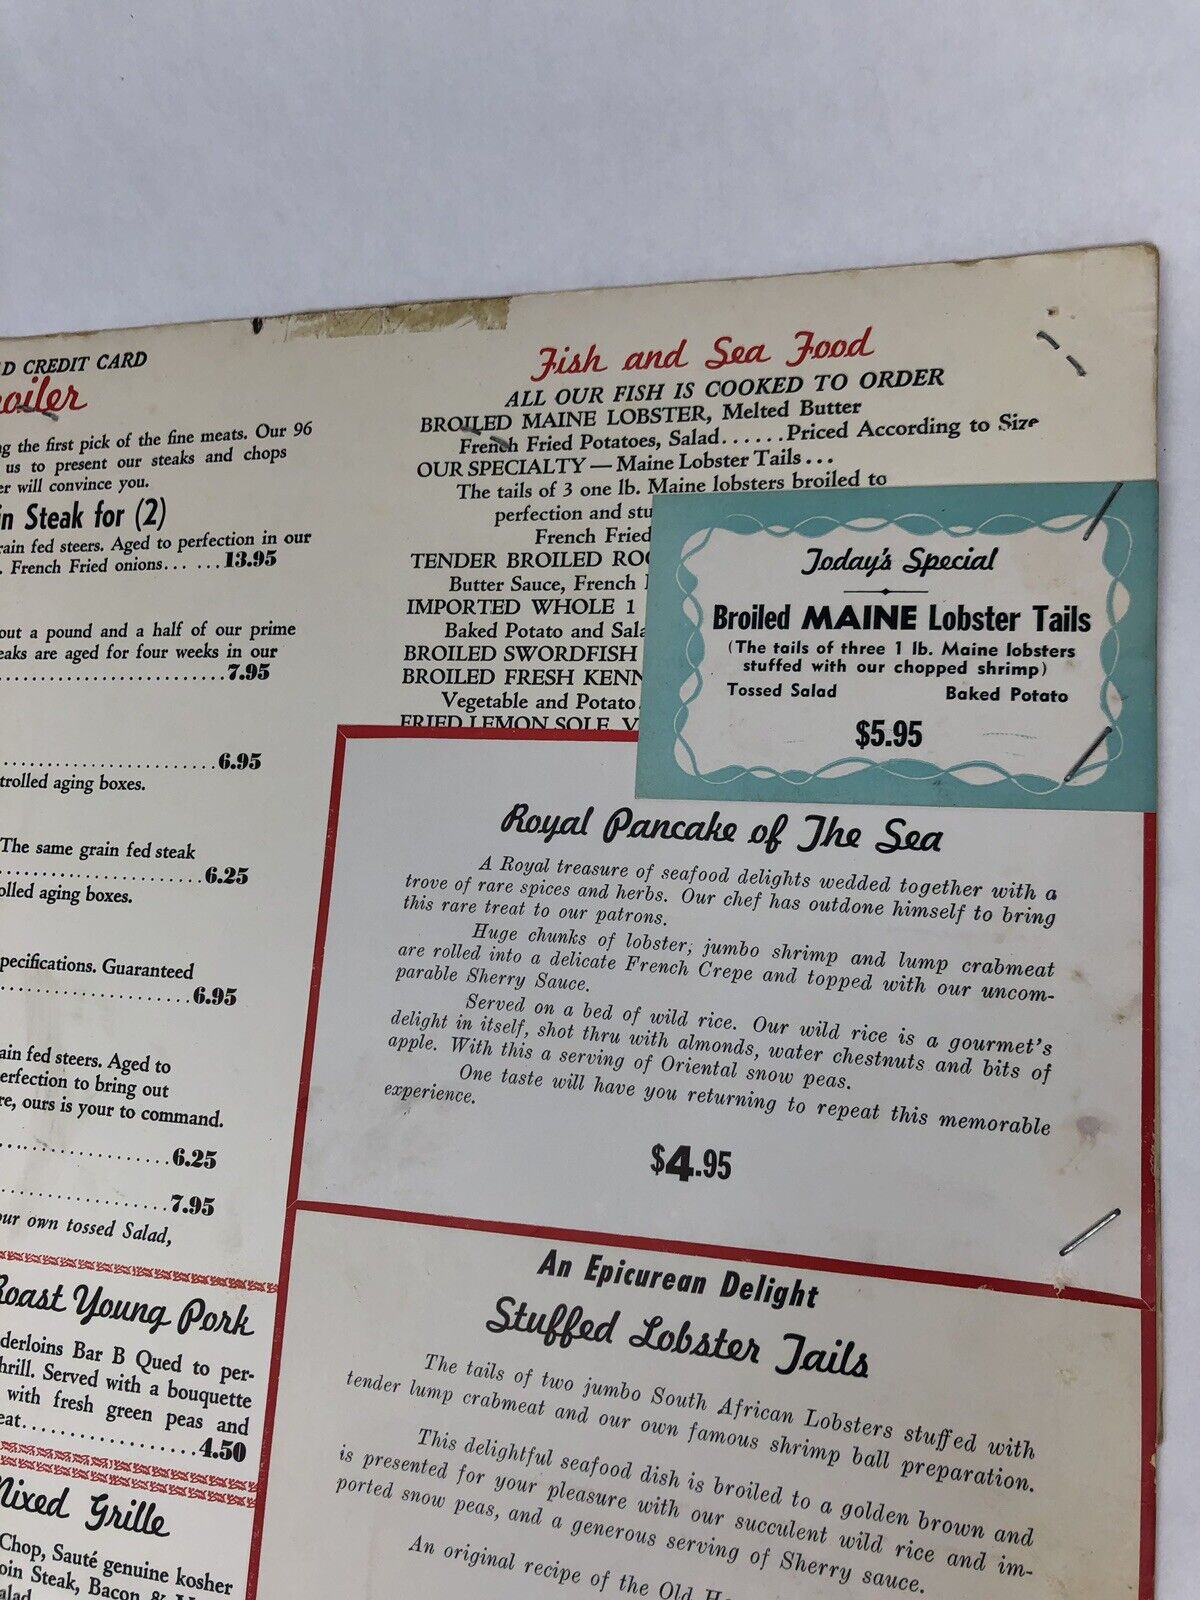 D CREDIT CARD
oiler
ng the first pick of the fine meats. Our 96
us to present our steaks and chops
er will convince you.
in Steak for (2)
rain fed steers. Aged to perfection in our
. French Fried onions... ...13.95
out a pound and a half of our prime
eaks are aged for four weeks in our
...............................7.95
...........................6.95
trolled aging boxes.
The same grain fed steak
..........................6.25
olled aging boxes.
pecifications. Guaranteed
.........................6.95
ain fed steers. Aged to
erfection to bring out
re, ours is your to command.
......................6.25
......................7.95
our own tossed Salad,
Roast Young Pork
derloins Bar B Qued to per-
hrill. Served with a bouquette
with fresh green peas and
eat....................4.50
Mixed Grille
Chop, Sauté genuine kosher
oin Steak, Bacon &
alad
Fish and Sea Food
ALL OUR FISH IS COOKED TO ORDER
BROILED MAINE LOBSTER, Melted Butter
French Fried Potatoes, Salad......Priced According to Size
OUR SPECIALTY — Maine Lobster Tails...
The tails of 3 one lb. Maine lobsters broiled to
perfection and stu
French Fried
TENDER BROILED ROC
Butter Sauce, French
IMPORTED WHOLE 1
Baked Potato and Sala
BROILED SWORDFISH
BROILED FRESH KENN
Vegetable and Potato.
FRIED LEMON SOLE, V
Today's Special
Broiled MAINE Lobster Tails
(The tails of three 1 lb. Maine lobsters
stuffed with our chopped shrimp)
Tossed Salad Baked Potato
$5.95
Royal Pancake of The Sea
A Royal treasure of seafood delights wedded together with a
trove of rare spices and herbs. Our chef has outdone himself to bring
this rare treat to our patrons.
Huge chunks of lobster, jumbo shrimp and lump crabmeat
are rolled into a delicate French Crepe and topped with our uncom-
parable Sherry Sauce.
Served on a bed of wild rice. Our wild rice is a gourmet's
delight in itself, shot thru with almonds, water chestnuts and bits of
apple. With this a serving of Oriental snow peas.
One taste will have you returning to repeat this memorable
experience.
$4.95
An Epicurean Delight
Stuffed Lobster Tails
The tails of two jumbo South African Lobsters stuffed with
tender lump crabmeat and our own famous shrimp ball preparation.
This delightful seafood dish is broiled to a golden brown and
is presented for your pleasure with our succulent wild rice and im-
ported snow peas, and a generous serving of Sherry sauce.
An original recipe of the Old H